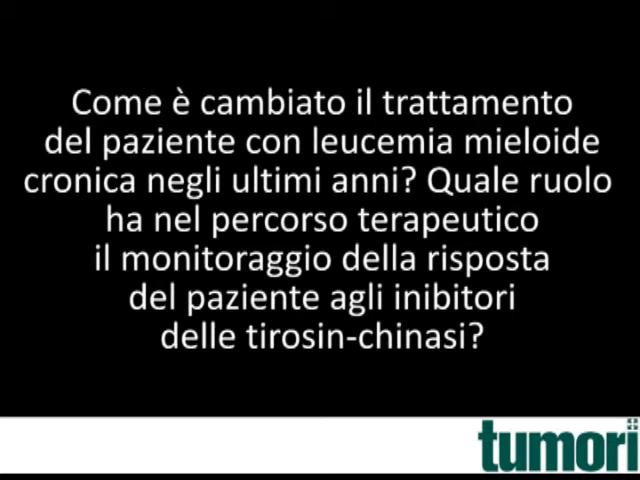 Come è cambiato il trattamento
del paziente con leucemia mieloide
cronica negli ultimi anni? Quale ruolo
ha nel percorso terapeutico
il monitoraggio della risposta
del paziente agli inibitori
delle tirosin-chinasi?
tumori